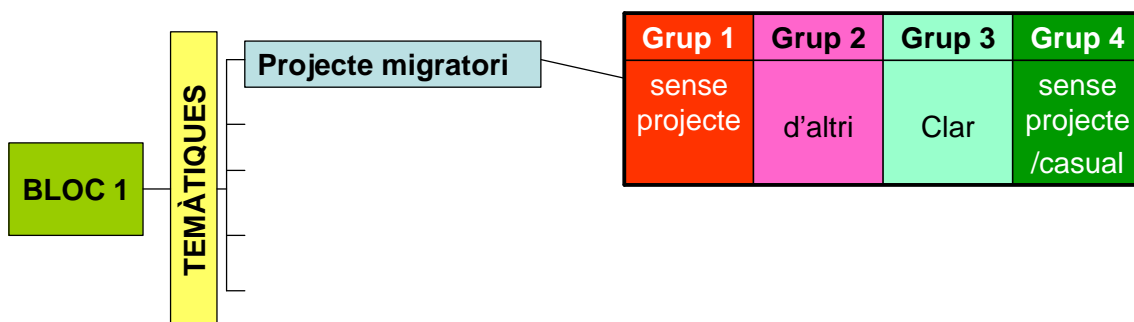 BLOC 1
TEMÀTIQUES
Projecte migratori
Grup 1 Grup 2 Grup 3 Grup 4
sense projecte
d'altri
Clar
sense projecte /casual